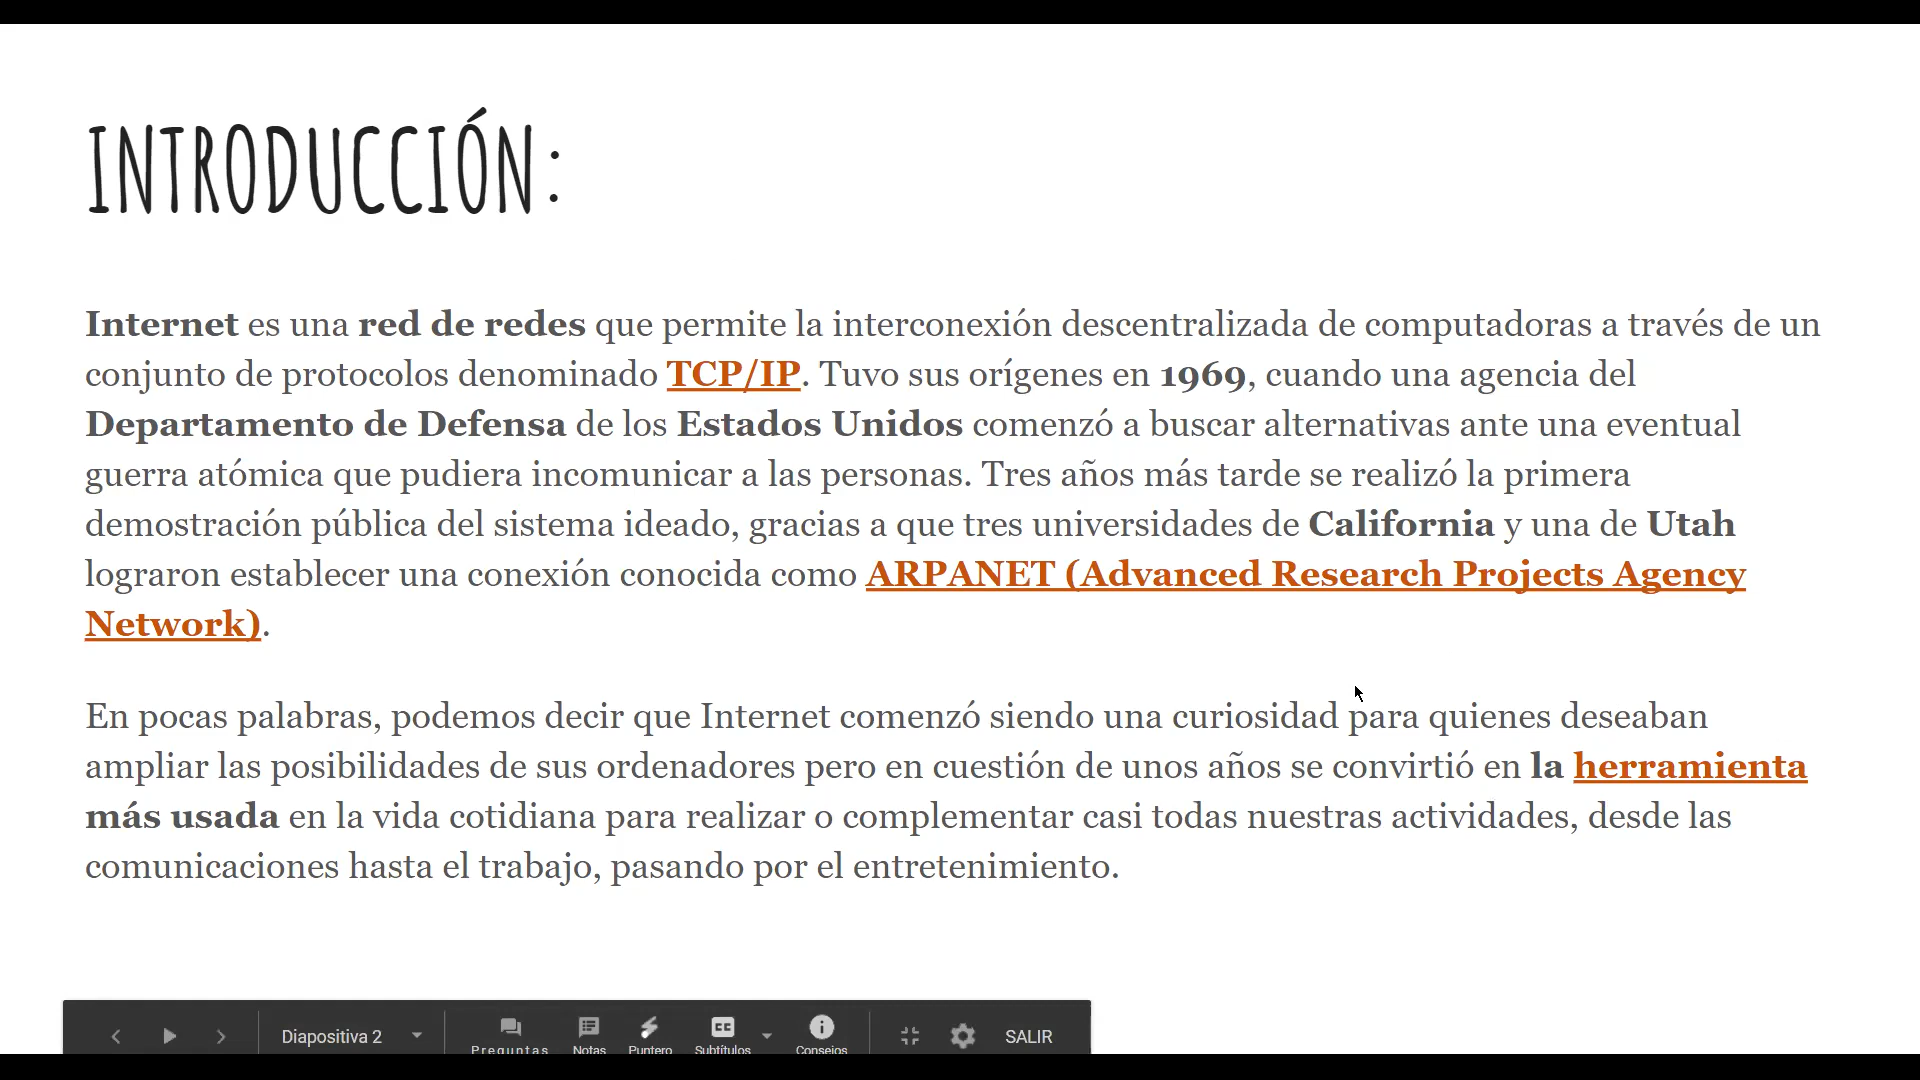 INTRODUCCIÓN:
Internet es una red de redes que permite la interconexión descentralizada de computadoras a través de un
conjunto de protocolos denominado TCP/IP. Tuvo sus orígenes en 1969, cuando una agencia del
Departamento de Defensa de los Estados Unidos comenzó a buscar alternativas ante una eventual
guerra atómica que pudiera incomunicar a las personas. Tres años más tarde se realizó la primera
demostración pública del sistema ideado, gracias a que tres universidades de California y una de Utah
lograron establecer una conexión conocida como ARPANET (Advanced Research Projects Agency
Network).
En pocas palabras, podemos decir que Internet comenzó siendo una curiosidad para quienes deseaban
ampliar las posibilidades de sus ordenadores pero en cuestión de unos años se convirtió en la herramienta
más usada en la vida cotidiana para realizar o complementar casi todas nuestras actividades, desde las
comunicaciones hasta el trabajo, pasando por el entretenimiento.
Diapositiva 2 Preguntas Notas Puntero CC Subtítulos Consejos SALIR